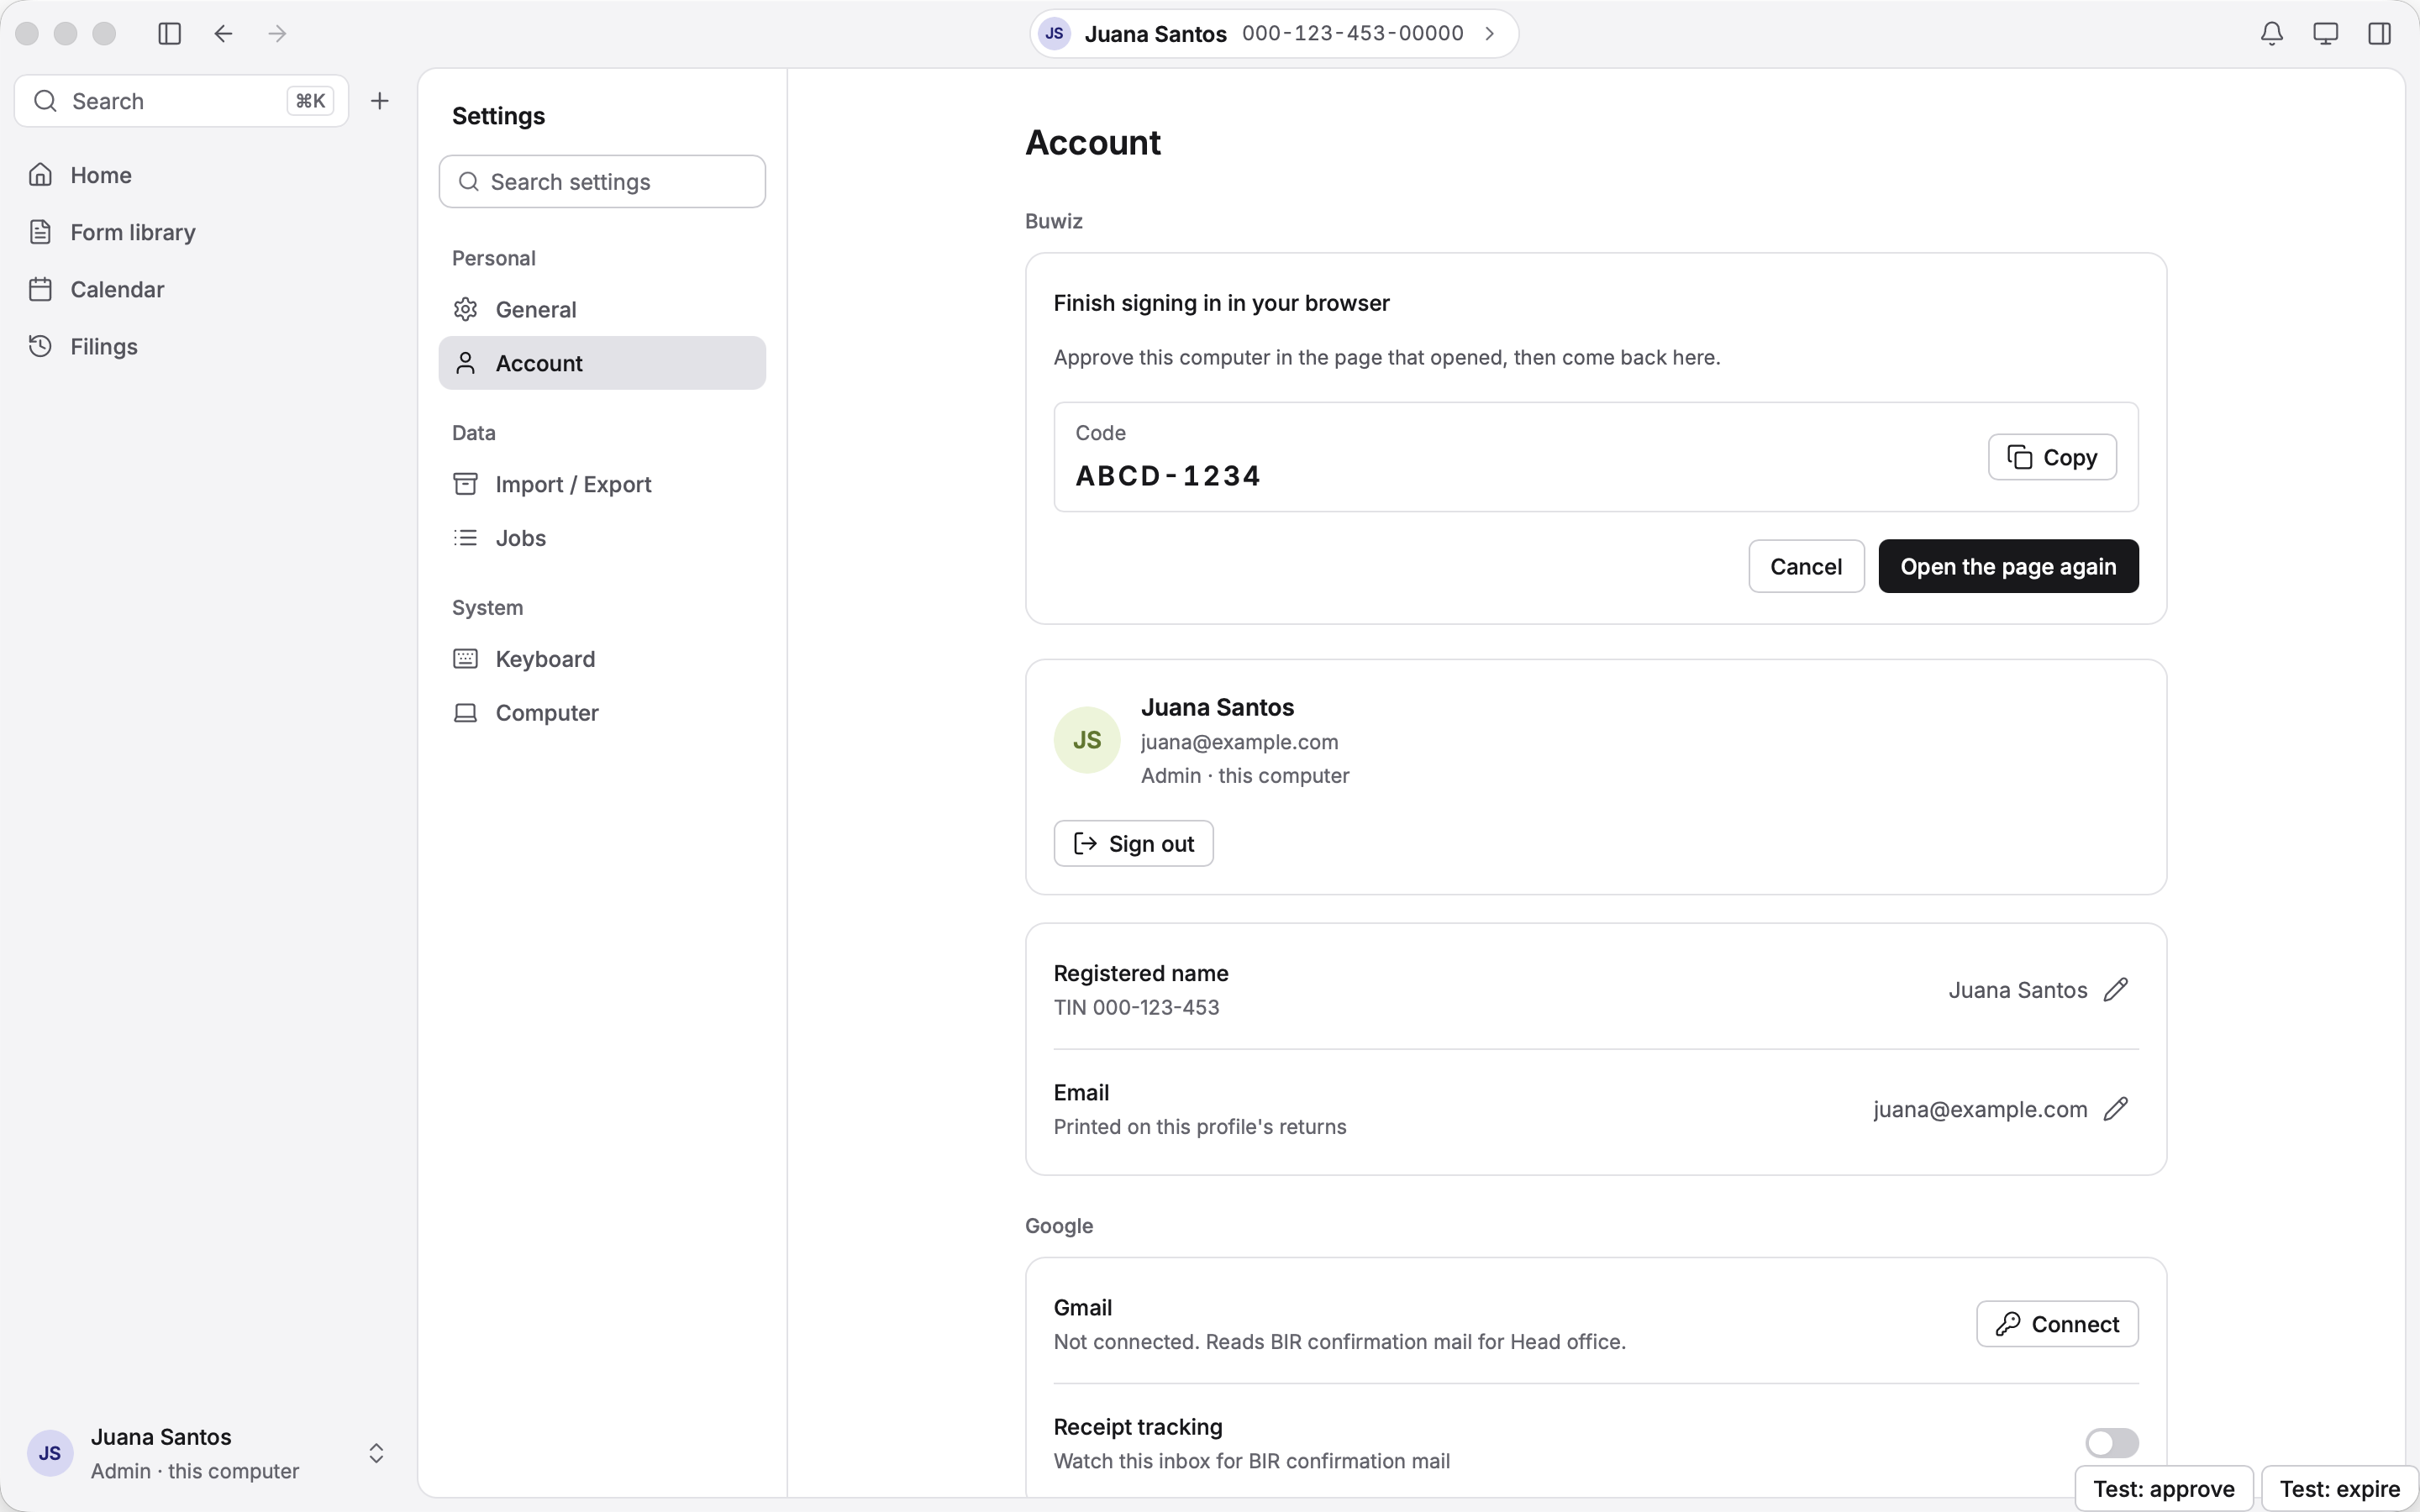 JS Juana Santos 000-123-453-00000
Search ⌘K
Home
Form library
Calendar
Filings
JS Juana Santos
Admin · this computer
Settings
Search settings
Personal
General
Account
Data
Import / Export
Jobs
System
Keyboard
Computer
Account
Buwiz
Finish signing in in your browser
Approve this computer in the page that opened, then come back here.
Code
ABCD-1234
Copy
Cancel
Open the page again
JS
Juana Santos
juana@example.com
Admin · this computer
Sign out
Registered name
TIN 000-123-453
Juana Santos
Email
Printed on this profile's returns
juana@example.com
Google
Gmail
Not connected. Reads BIR confirmation mail for Head office.
Connect
Receipt tracking
Watch this inbox for BIR confirmation mail
Test: approve
Test: expire